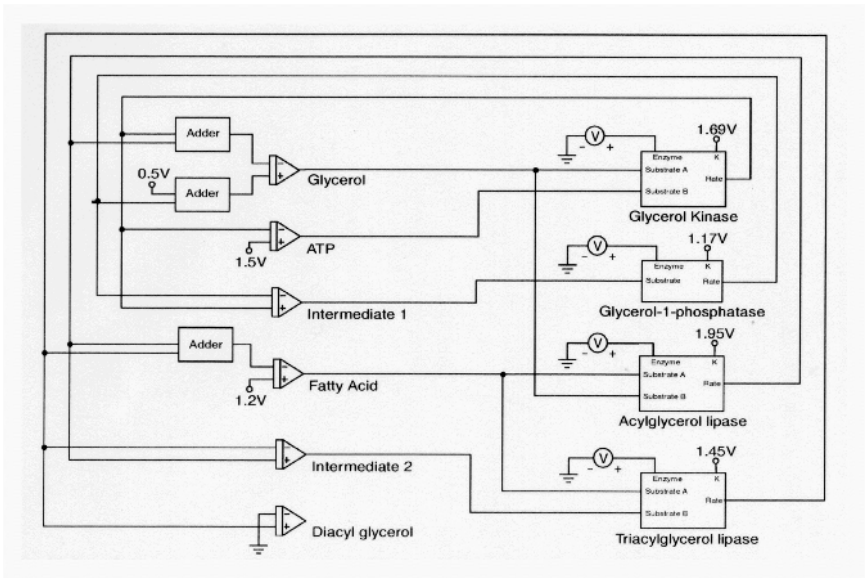 Adder
0.5V
Adder
− +
Glycerol
− +
1.5V
ATP
− +
Intermediate 1
Adder
− +
1.2V
Fatty Acid
− +
Intermediate 2
− +
Diacyl glycerol
V
− +
1.69V
Enzyme K
Substrate A
Rate
Substrate B
Glycerol Kinase
V
− +
1.17V
Enzyme K
Substrate Rate
Glycerol-1-phosphatase
V
− +
1.95V
Enzyme K
Substrate A
Rate
Substrate B
Acylglycerol lipase
V
− +
1.45V
Enzyme K
Substrate A
Rate
Substrate B
Triacylglycerol lipase